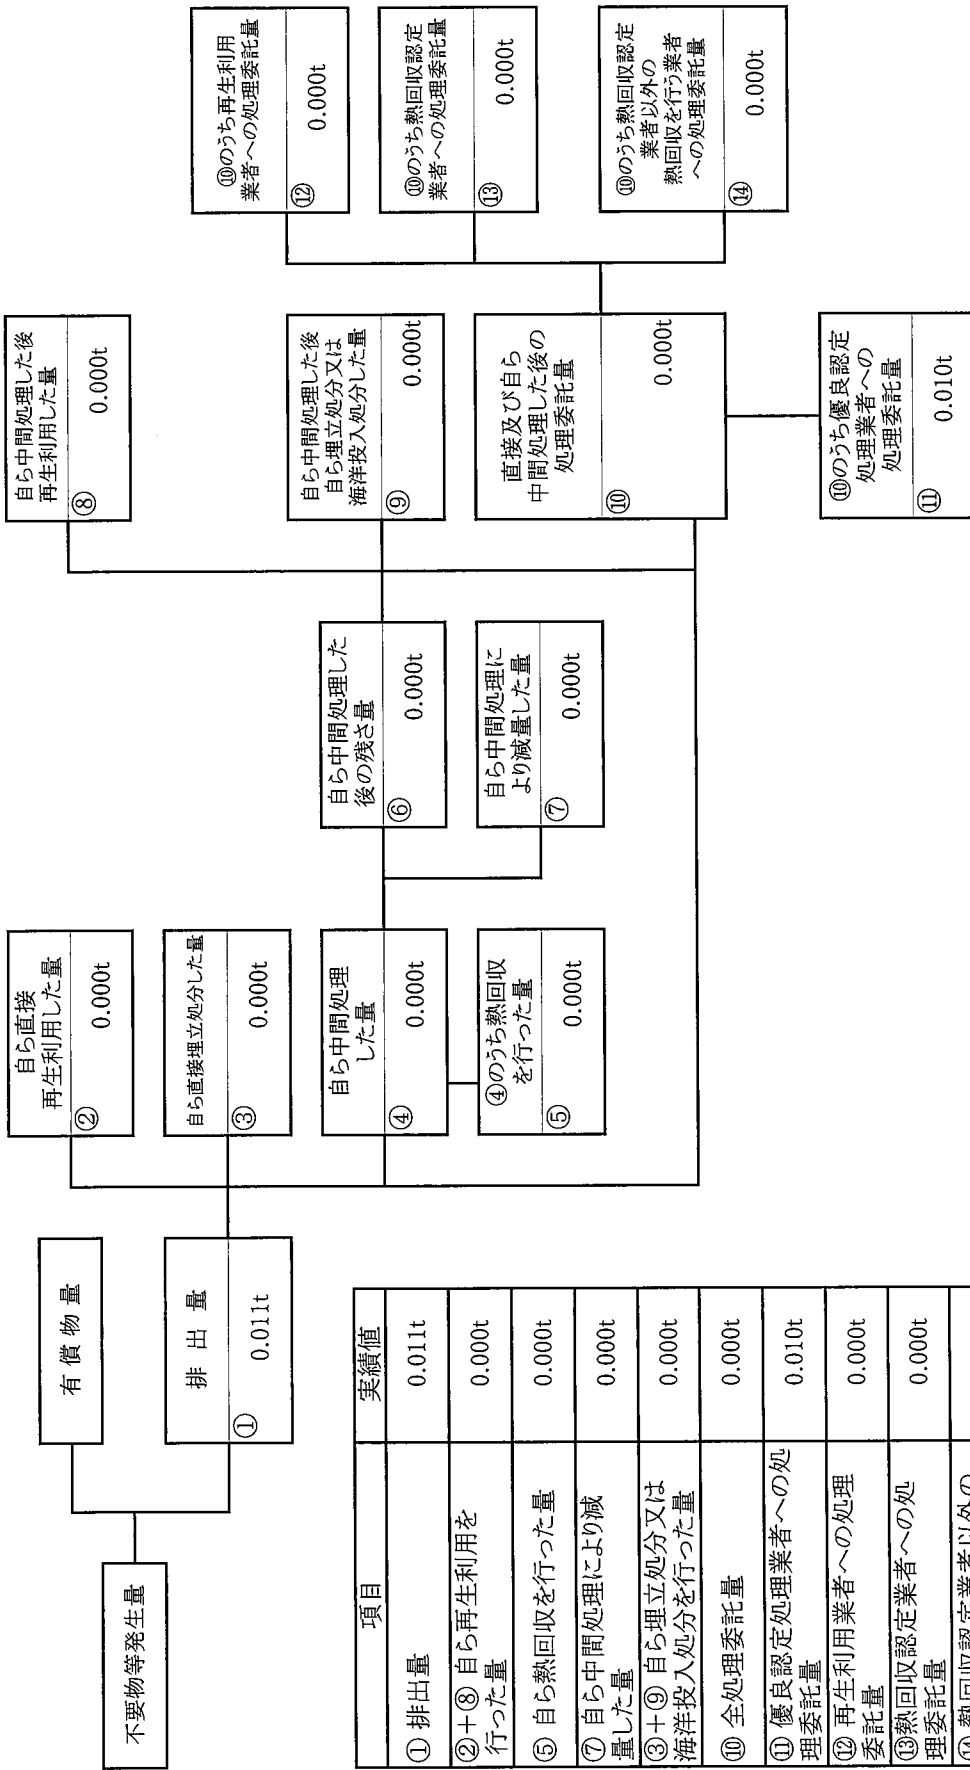 不要物等発生量
有 償 物 量
排 出 量
①
0.011t
自ら直接
再生利用した量
②
0.000t
自ら直接埋立処分した量
③
0.000t
自ら中間処理
した量
④
0.000t
④のうち熱回収
を行った量
⑤
0.000t
自ら中間処理した
後の残さ量
⑥
0.000t
自ら中間処理に
より減量した量
⑦
0.000t
自ら中間処理した後
再生利用した量
⑧
0.000t
自ら中間処理した後
自ら埋立処分又は
海洋投入処分した量
⑨
0.000t
直接及び自ら
中間処理した後の
処理委託量
⑩
0.000t
⑩のうち優良認定
処理業者への
処理委託量
⑪
0.010t
⑩のうち再生利用
業者への処理委託量
⑫
0.000t
⑩のうち熱回収認定
業者への処理委託量
⑬
0.000t
⑩のうち熱回収認定
業者以外の
熱回収を行う業者
への処理委託量
⑭
0.000t
項目
実績値
① 排出量
0.011t
②+⑧ 自ら再生利用を
行った量
0.000t
⑤ 自ら熱回収を行った量
0.000t
⑦ 自ら中間処理により減
量した量
0.000t
③+⑨ 自ら埋立処分又は
海洋投入処分を行った量
0.000t
⑩ 全処理委託量
0.000t
⑪ 優良認定処理業者への処
理委託量
0.010t
⑫ 再生利用業者への処理
委託量
0.000t
⑬熱回収認定業者への処
理委託量
0.000t
⑭ 熱回収認定業者以外の